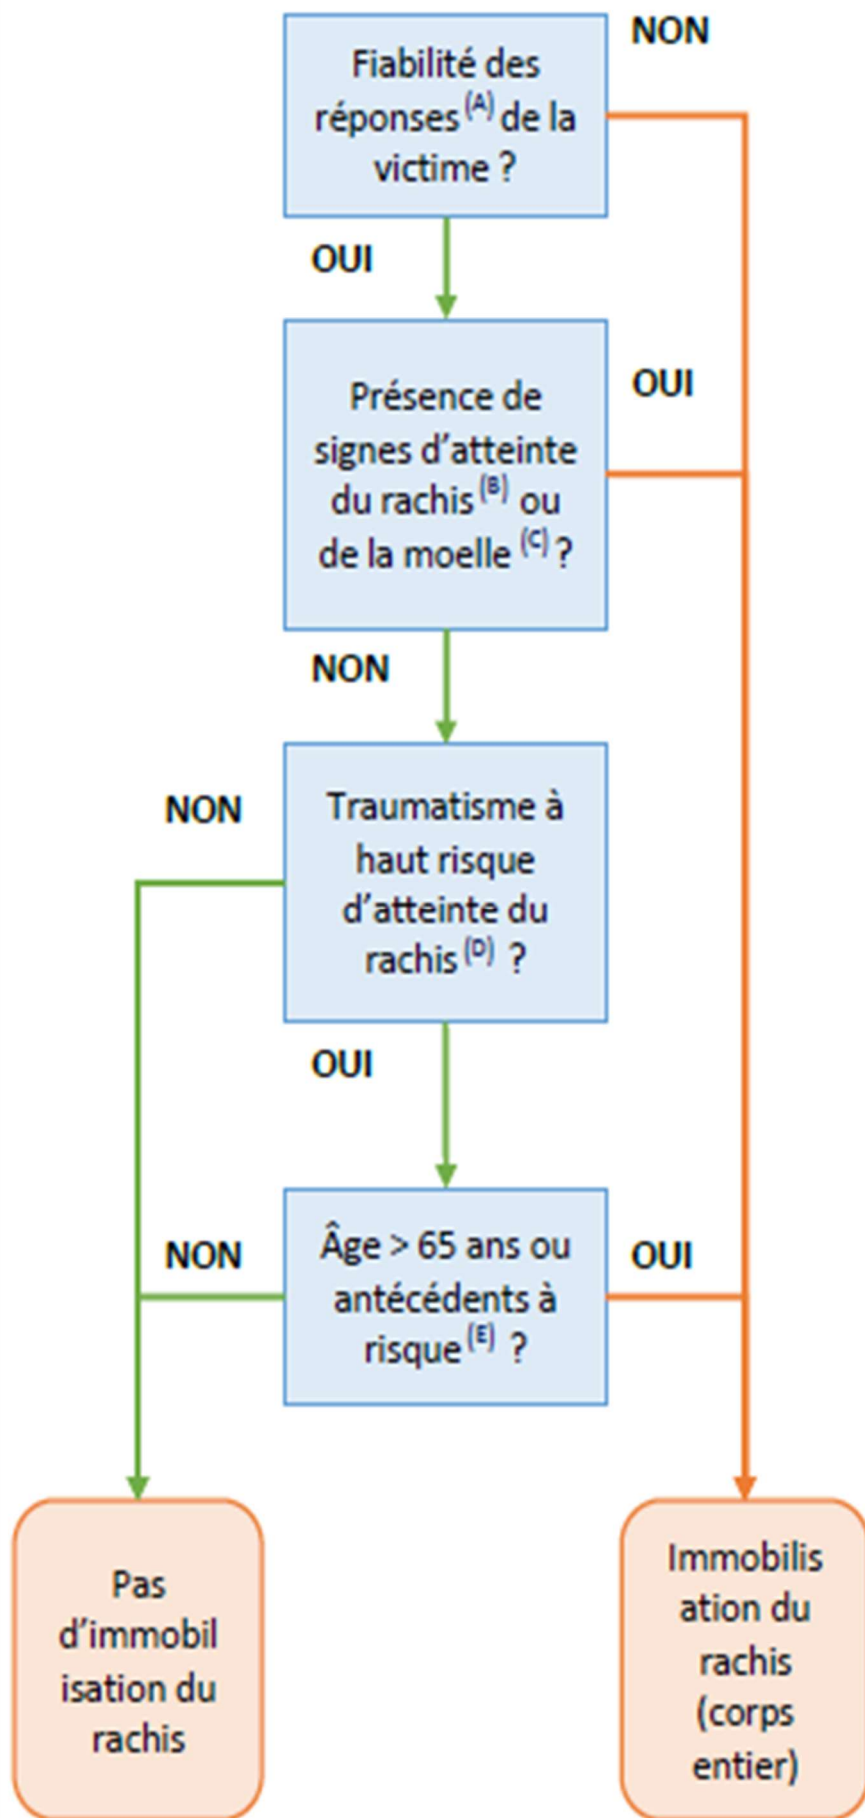 NON
Fiabilité des
réponses (A) de la
victime ?
OUI
Présence de
signes d'atteinte
du rachis (B) ou
de la moelle (C) ?
OUI
NON
Traumatisme à
haut risque
d'atteinte du
rachis (D) ?
NON
OUI
Âge > 65 ans ou
antécédents à
risque (E) ?
NON
OUI
Pas
d'immobil
isation du
rachis
Immobilis
ation du
rachis
(corps
entier)